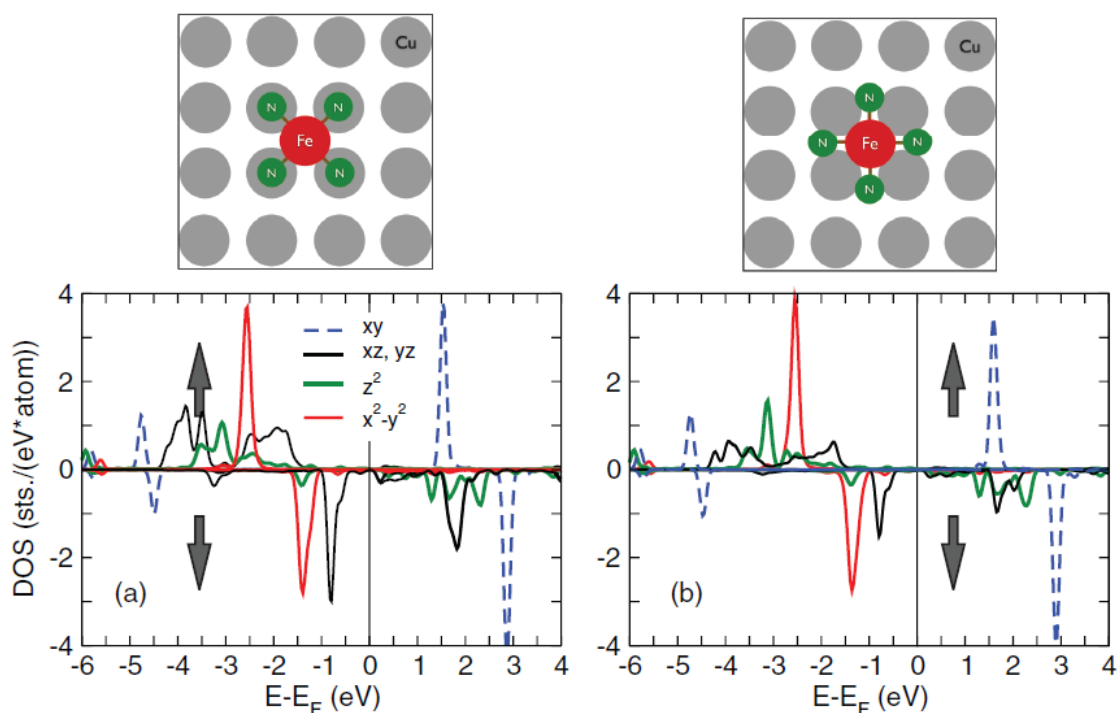 Cu
N N
Fe
N N
Cu
N
N Fe N
N
4
2
0
-2
-4
DOS (sts./(eV*atom))
xy
xz, yz
z²
x²-y²
(a)
-6 -5 -4 -3 -2 -1 0 1 2 3 4
E-E_F (eV)
4
2
0
-2
-4
(b)
-6 -5 -4 -3 -2 -1 0 1 2 3 4
E-E_F (eV)